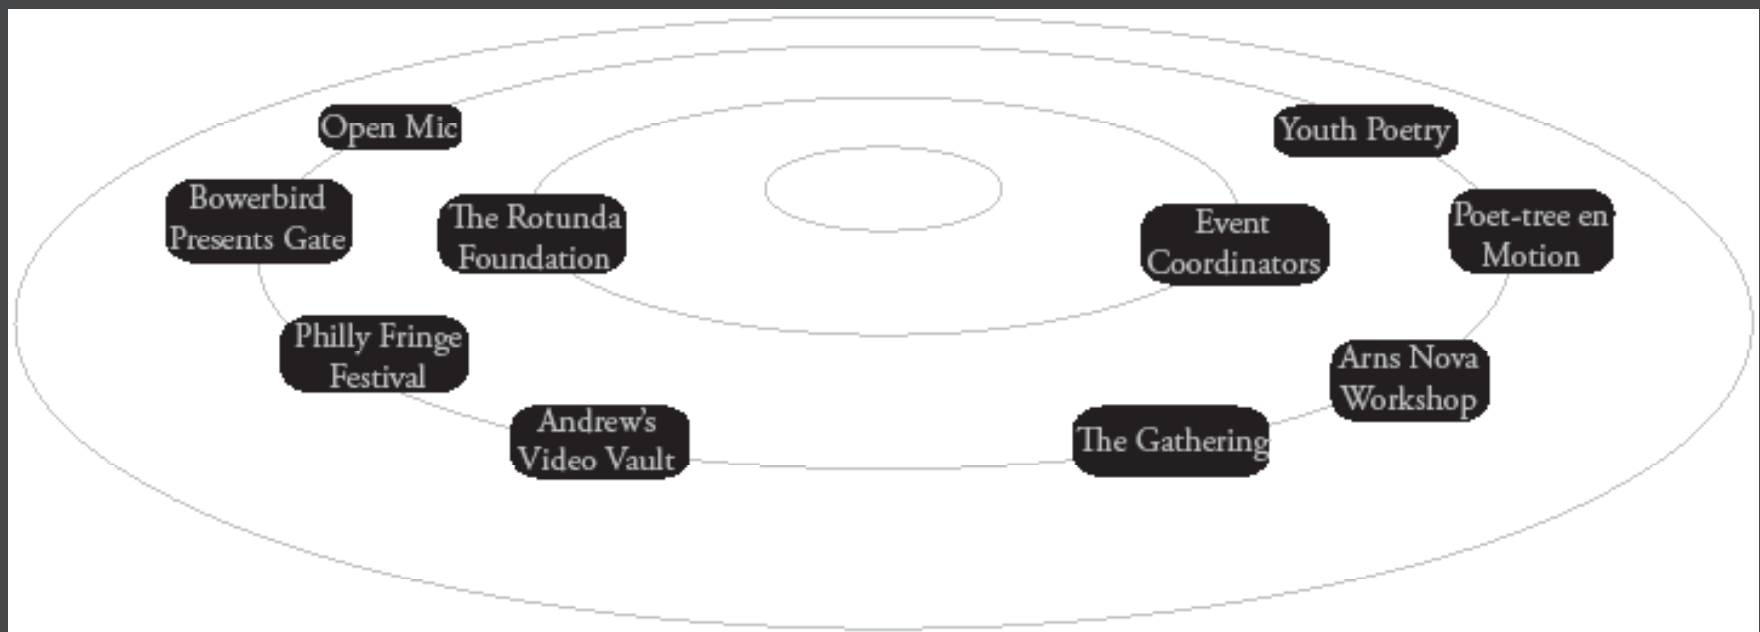 Open Mic
Youth Poetry
Bowerbird
Presents Gate
The Rotunda
Foundation
Event
Coordinators
Poet-tree en
Motion
Philly Fringe
Festival
Arns Nova
Workshop
Andrew’s
Video Vault
The Gathering